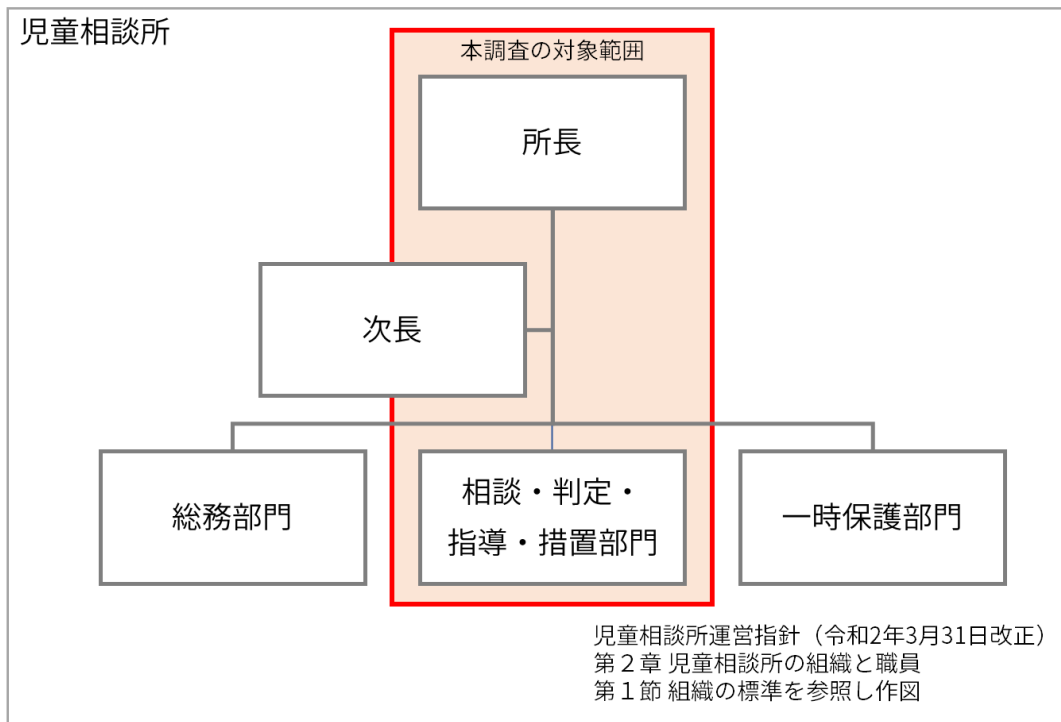 児童相談所
本調査の対象範囲
所長
次長
総務部門
相談・判定・
指導・措置部門
一時保護部門
児童相談所運営指針（令和2年3月31日改正）
第２章 児童相談所の組織と職員
第１節 組織の標準を参照し作図